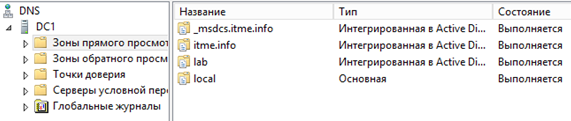 DNS
DC1
Зоны прямого просмот
Зоны обратного просм
Точки доверия
Серверы условной пере
Глобальные журналы
Название Тип Состояние
_msdcs.itme.info Интегрированная в Active Di... Выполняется
itme.info Интегрированная в Active Di... Выполняется
lab Интегрированная в Active Di... Выполняется
local Основная Выполняется